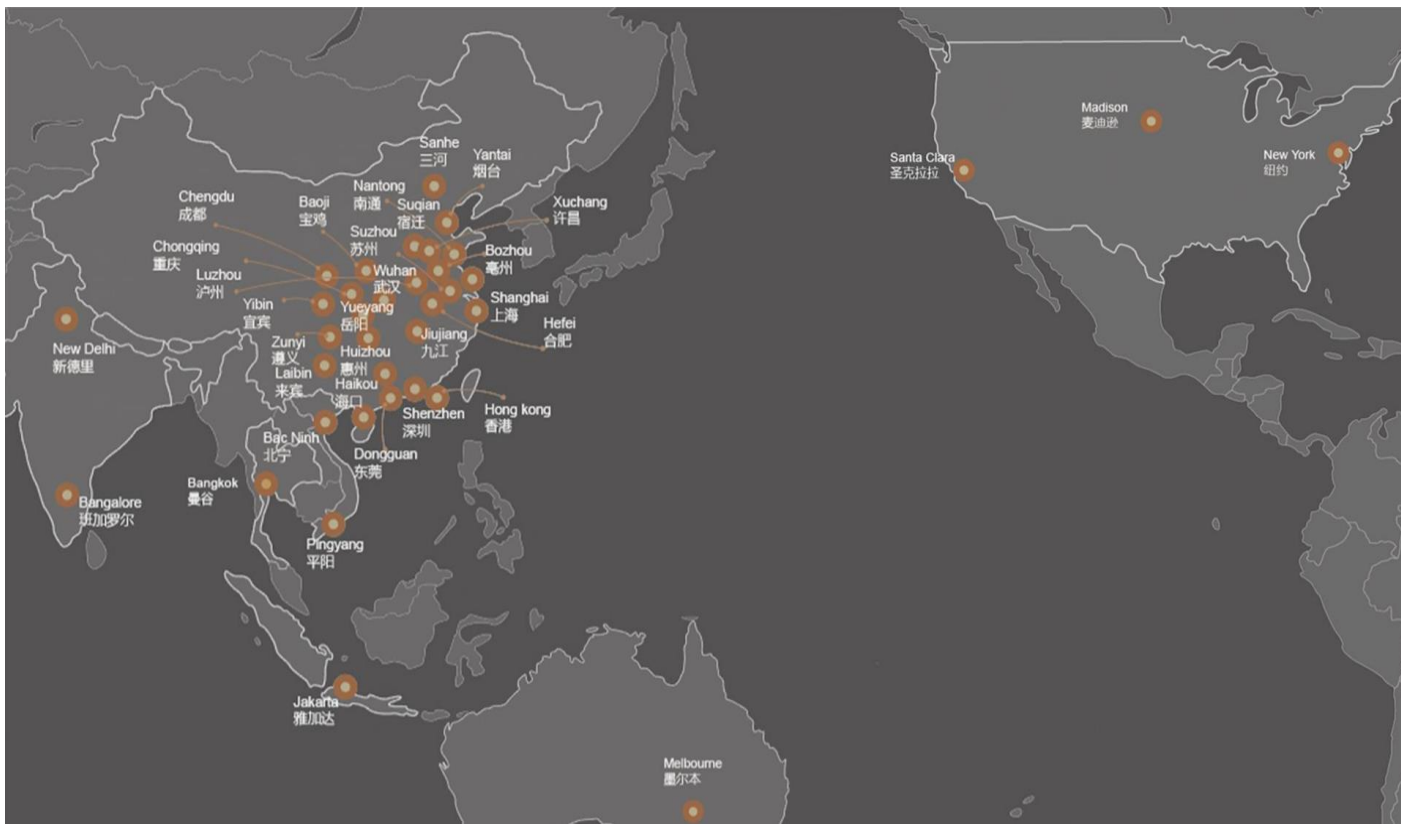 Madison
麦迪逊
Sanhe
三河
Yantai
烟台
Santa Clara
圣克拉拉
New York
纽约
Nantong
南通
Suqian
宿迁
Chengdu
成都
Baoji
宝鸡
Xuchang
许昌
Suzhou
苏州
Chongqing
重庆
Bozhou
亳州
Luzhou
泸州
Wuhan
武汉
Yibin
宜宾
Yueyang
岳阳
Shanghai
上海
Hefei
合肥
Jiujiang
九江
Zunyi
遵义
New Delhi
新德里
Huizhou
惠州
Laibin
来宾
Haikou
海口
Shenzhen
深圳
Hong kong
香港
Bac Ninh
北宁
Dongguan
东莞
Bangkok
曼谷
Bangalore
班加罗尔
Pingyang
平阳
Jakarta
雅加达
Melbourne
墨尔本